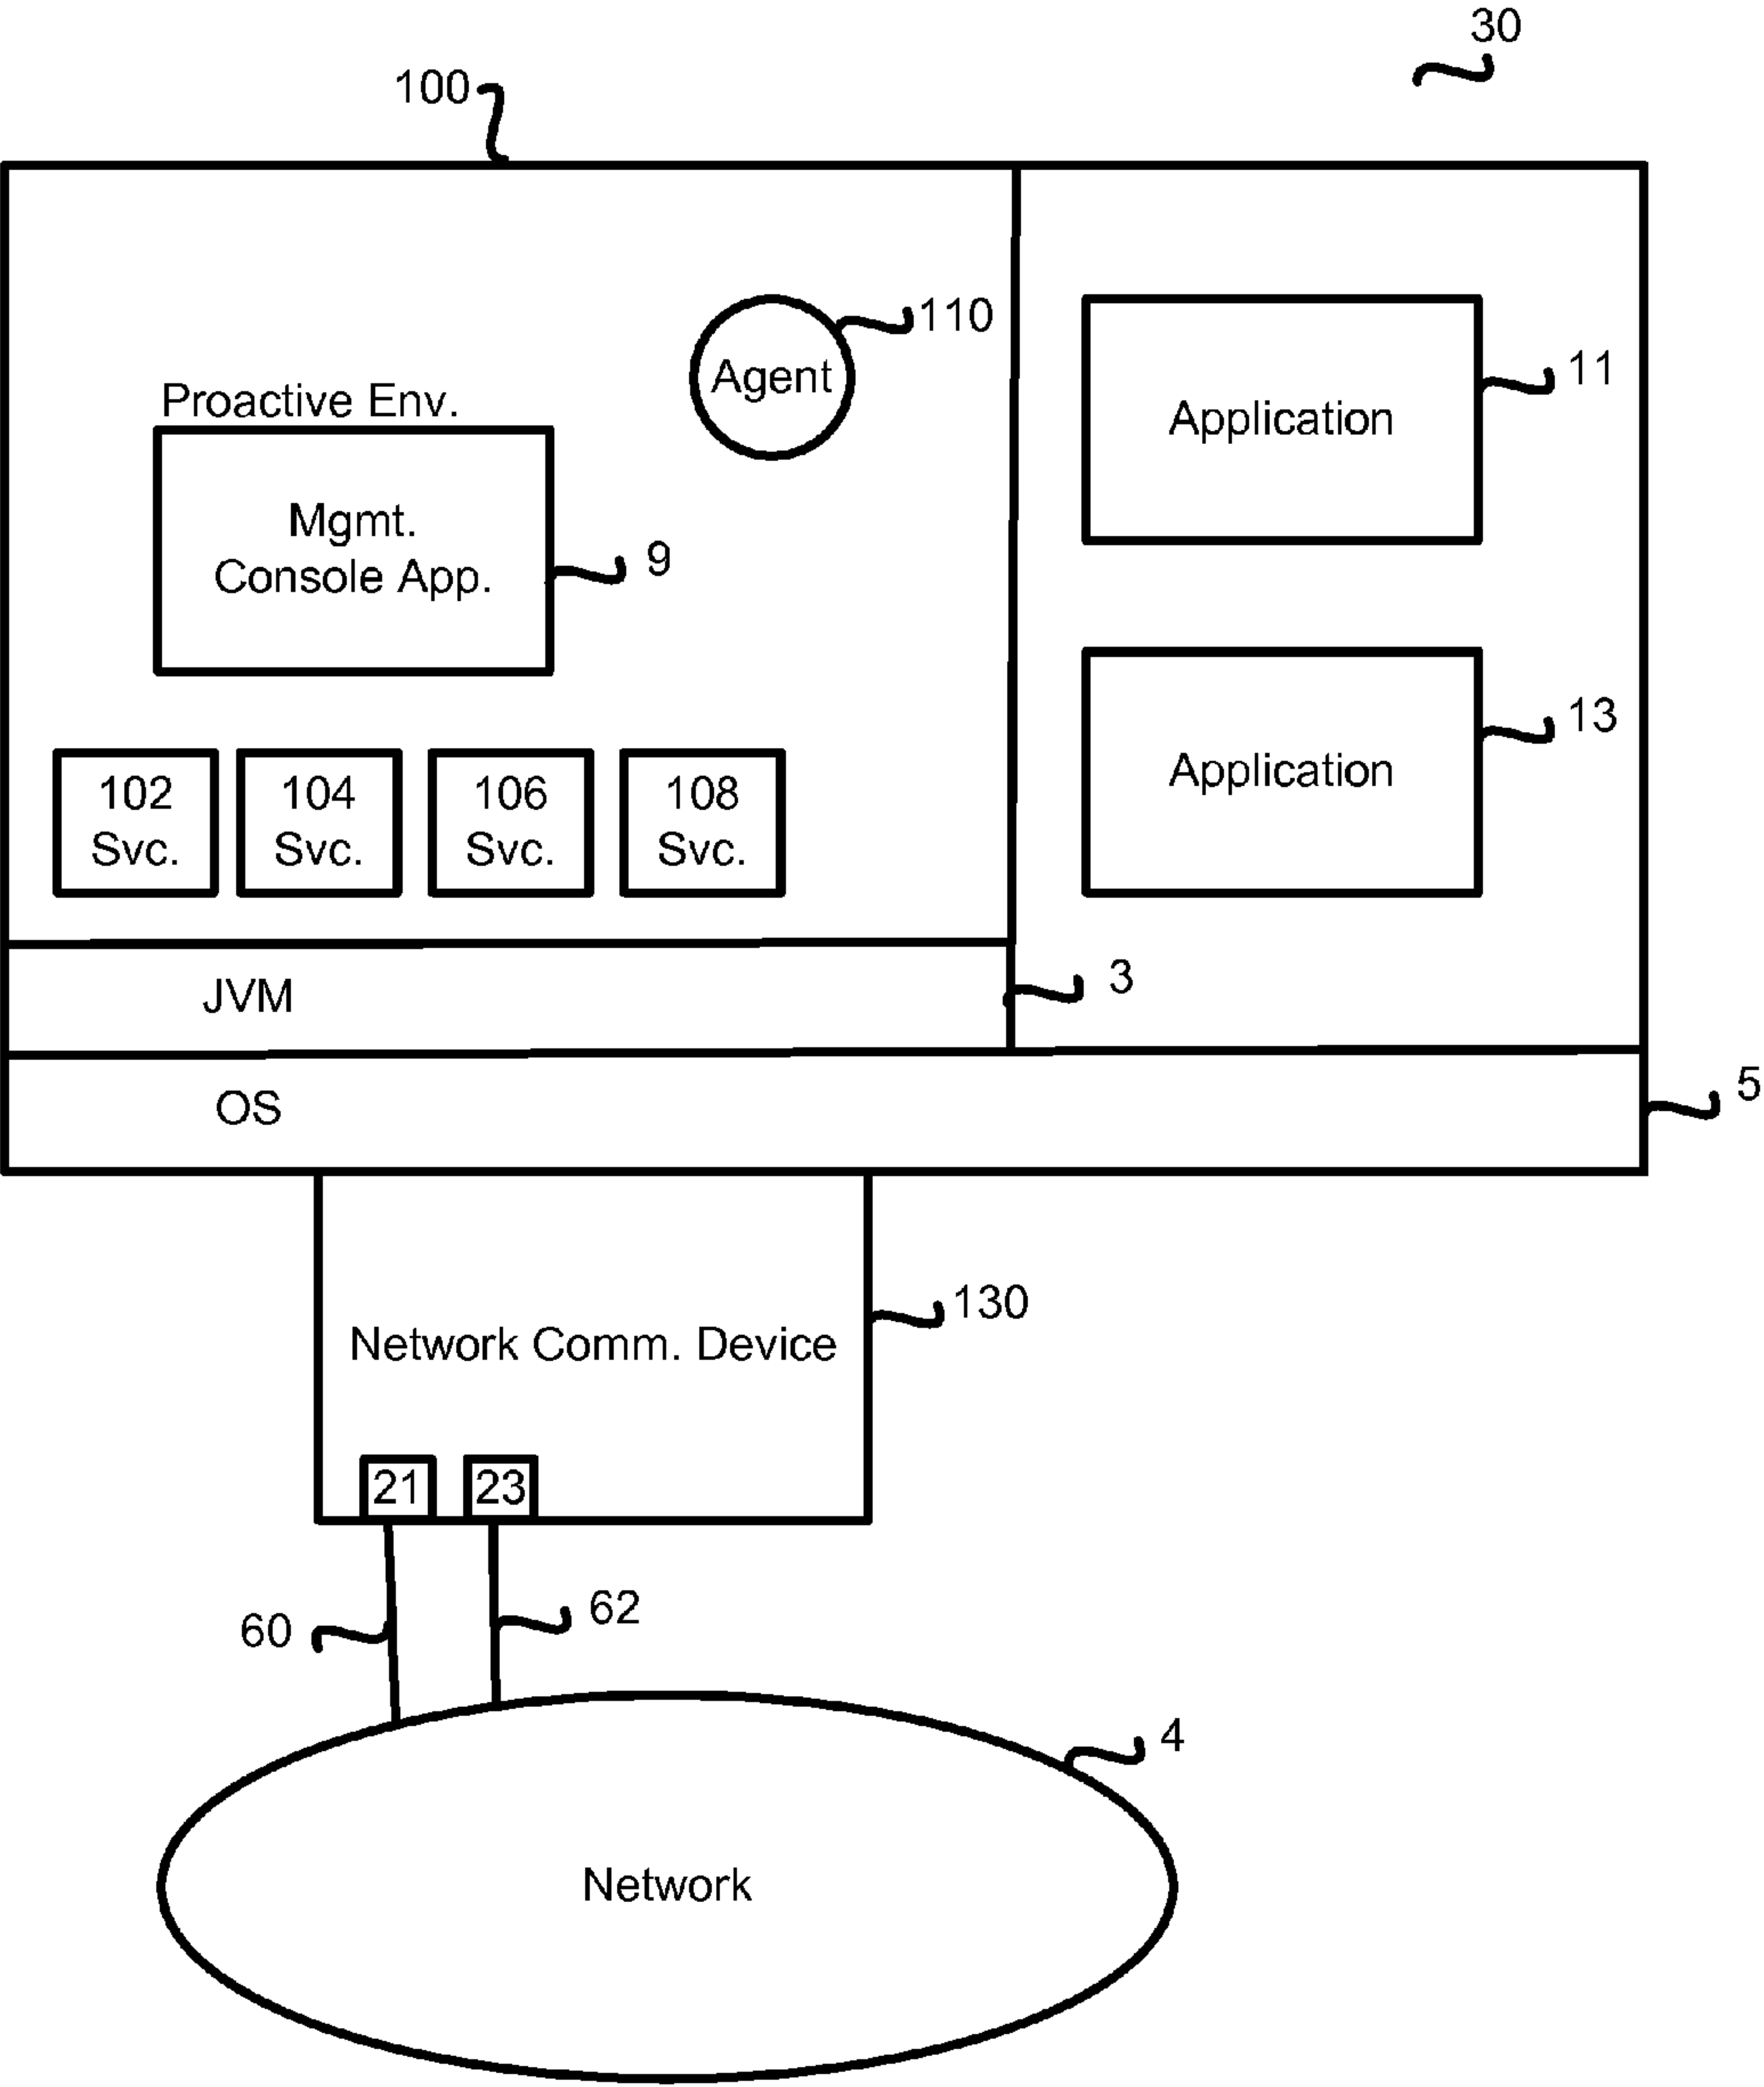 30
100
110
Agent
11
Application
Proactive Env.
Mgmt.
Console App.
9
13
Application
102
Svc.
104
Svc.
106
Svc.
108
Svc.
3
JVM
5
OS
130
Network Comm. Device
21
23
60
62
4
Network